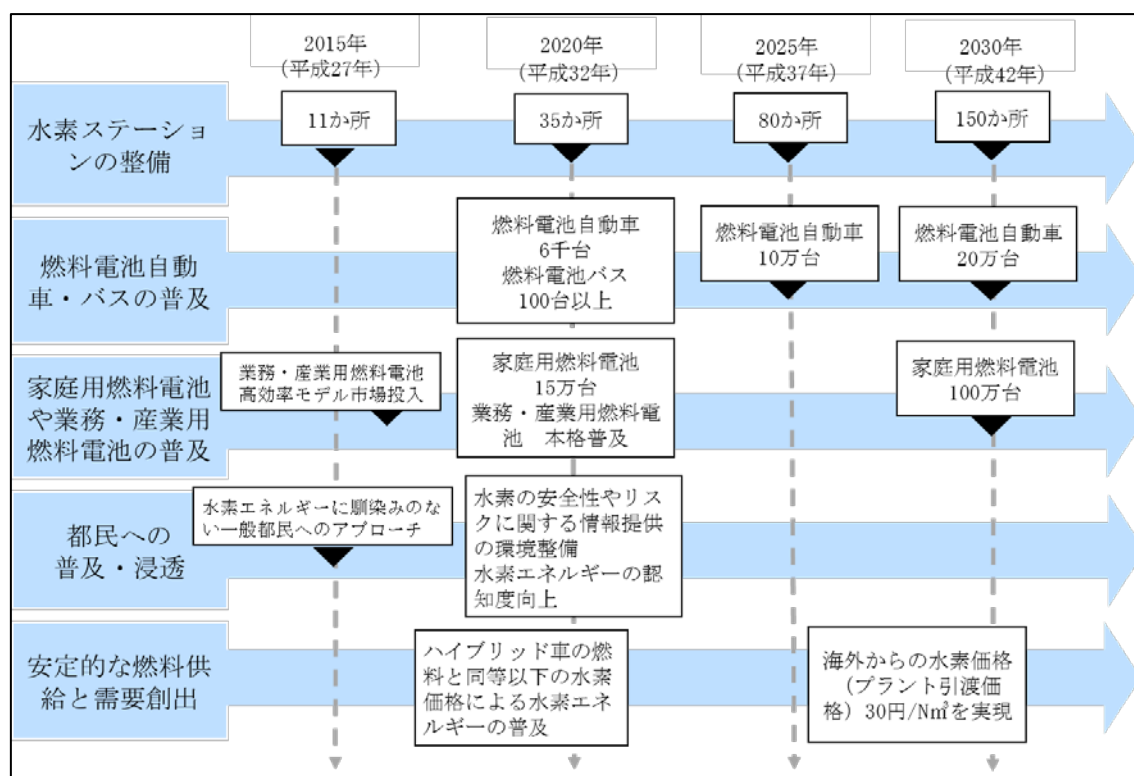 2015年
(平成27年)
2020年
(平成32年)
2025年
(平成37年)
2030年
(平成42年)
水素ステーショ
ンの整備
11か所
35か所
80か所
150か所
燃料電池自動
車・バスの普及
燃料電池自動車
6千台
燃料電池バス
100台以上
燃料電池自動車
10万台
燃料電池自動車
20万台
家庭用燃料電池
や業務・産業用
燃料電池の普及
業務・産業用燃料電池
高効率モデル市場投入
家庭用燃料電池
15万台
業務・産業用燃料電
池 本格普及
家庭用燃料電池
100万台
都民への
普及・浸透
水素エネルギーに馴染みのな
い一般都民へのアプローチ
水素の安全性やリス
クに関する情報提供
の環境整備
水素エネルギーの認
知度向上
安定的な燃料供
給と需要創出
ハイブリッド車の燃
料と同等以下の水素
価格による水素エネ
ルギーの普及
海外からの水素価格
(プラント引渡価
格)30円/N㎥を実現